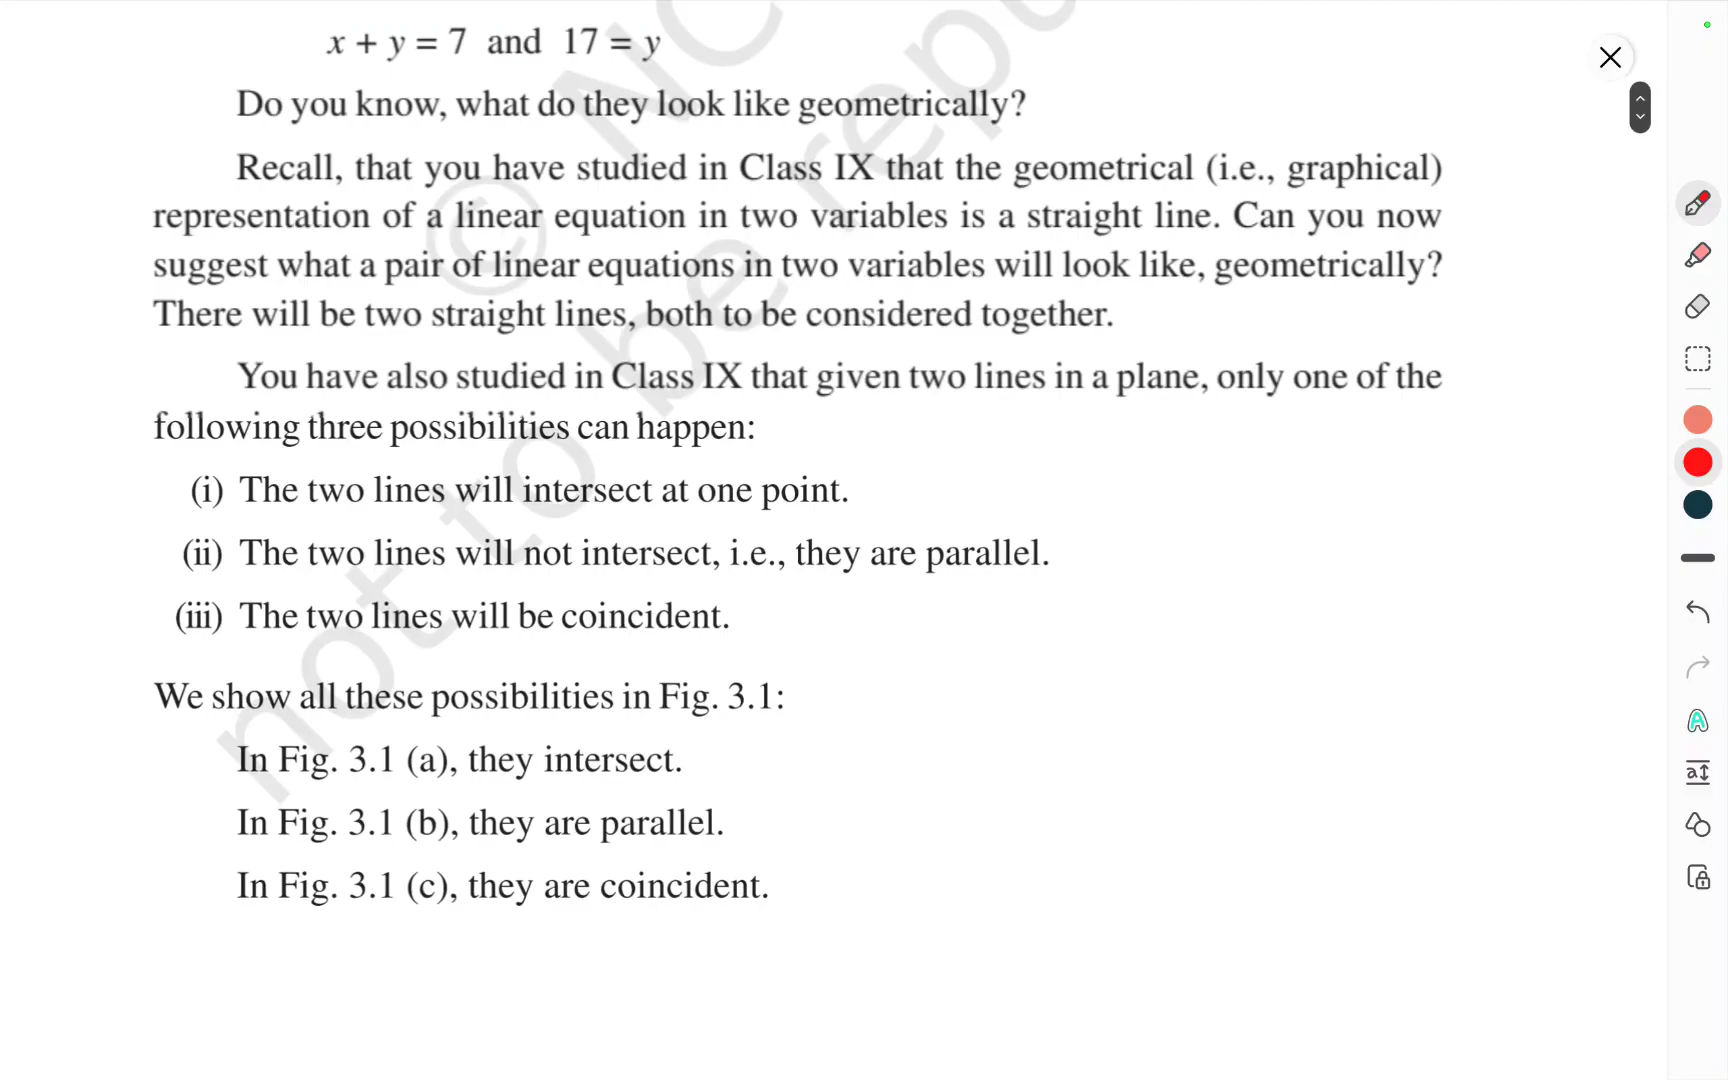 x + y = 7 and 17 = y
Do you know, what do they look like geometrically?
Recall, that you have studied in Class IX that the geometrical (i.e., graphical)
representation of a linear equation in two variables is a straight line. Can you now
suggest what a pair of linear equations in two variables will look like, geometrically?
There will be two straight lines, both to be considered together.
You have also studied in Class IX that given two lines in a plane, only one of the
following three possibilities can happen:
(i) The two lines will intersect at one point.
(ii) The two lines will not intersect, i.e., they are parallel.
(iii) The two lines will be coincident.
We show all these possibilities in Fig. 3.1:
In Fig. 3.1 (a), they intersect.
In Fig. 3.1 (b), they are parallel.
In Fig. 3.1 (c), they are coincident.
© NC
not to be rep